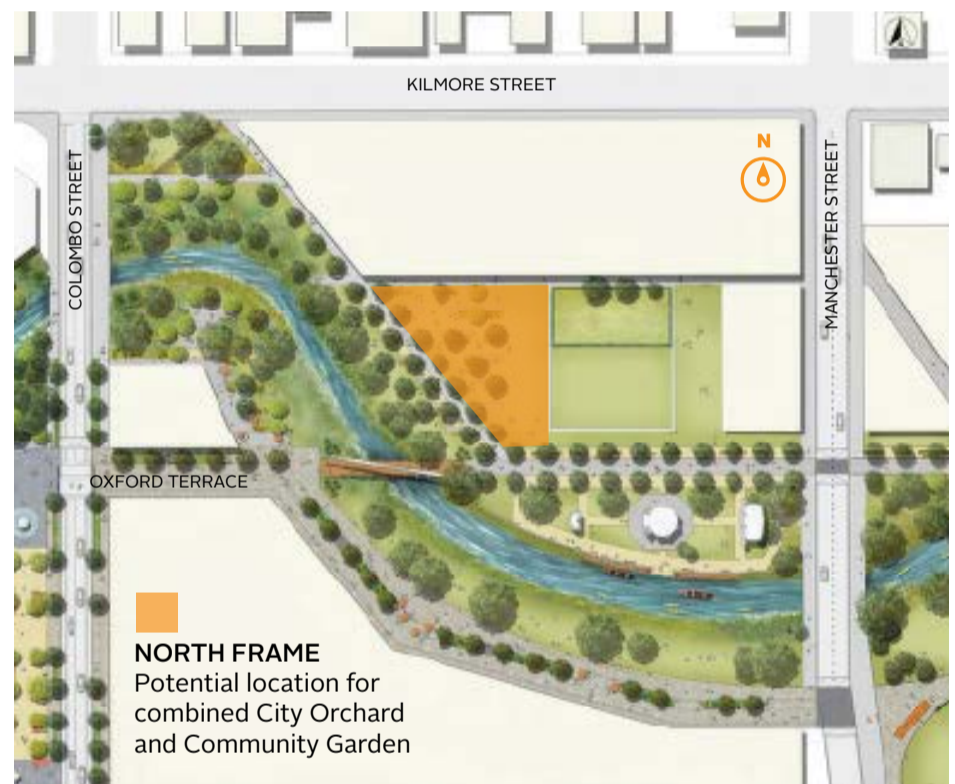 KILMORE STREET
N
COLOMBO STREET
MANCHESTER STREET
OXFORD TERRACE
NORTH FRAME
Potential location for
combined City Orchard
and Community Garden